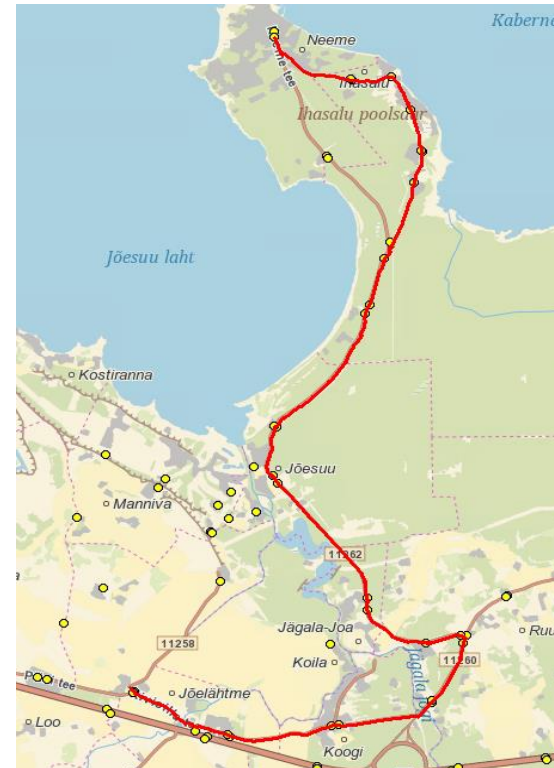 Kaberne
Neeme
Ihasalu
Ihasalu poolsaar
Jõesuu laht
Kostiranna
Jõesuu
Manniva
11262
Jägala-Joa
Ruu
11258
Koila
11260
Jägala jõgi
Jõelähtme
Loo
Koogi